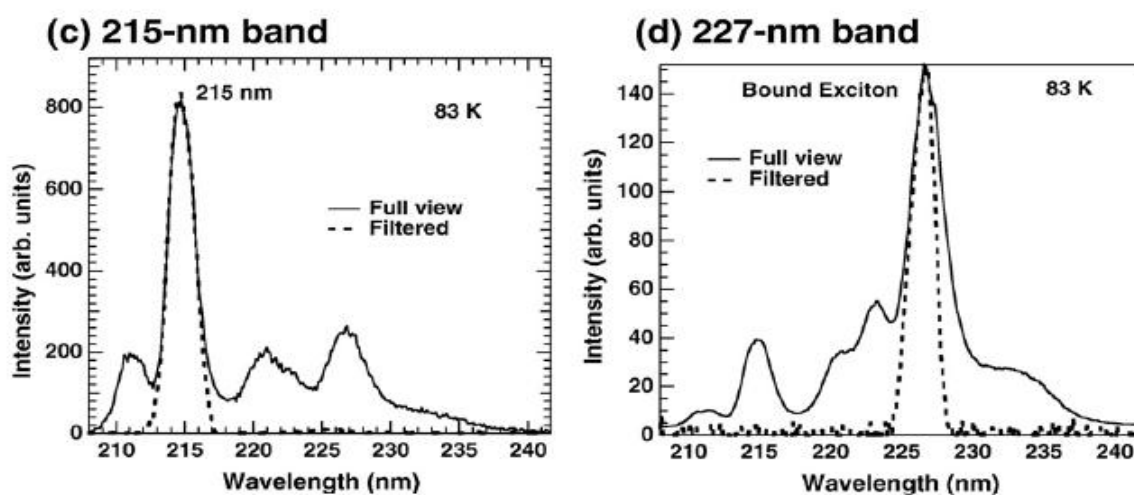 (c) 215-nm band
215 nm
83 K
Full view
Filtered
Intensity (arb. units)
800
600
400
200
0
210 215 220 225 230 235 240
Wavelength (nm)
(d) 227-nm band
Bound Exciton
83 K
Full view
Filtered
Intensity (arb. units)
140
120
100
80
60
40
20
0
210 215 220 225 230 235 240
Wavelength (nm)